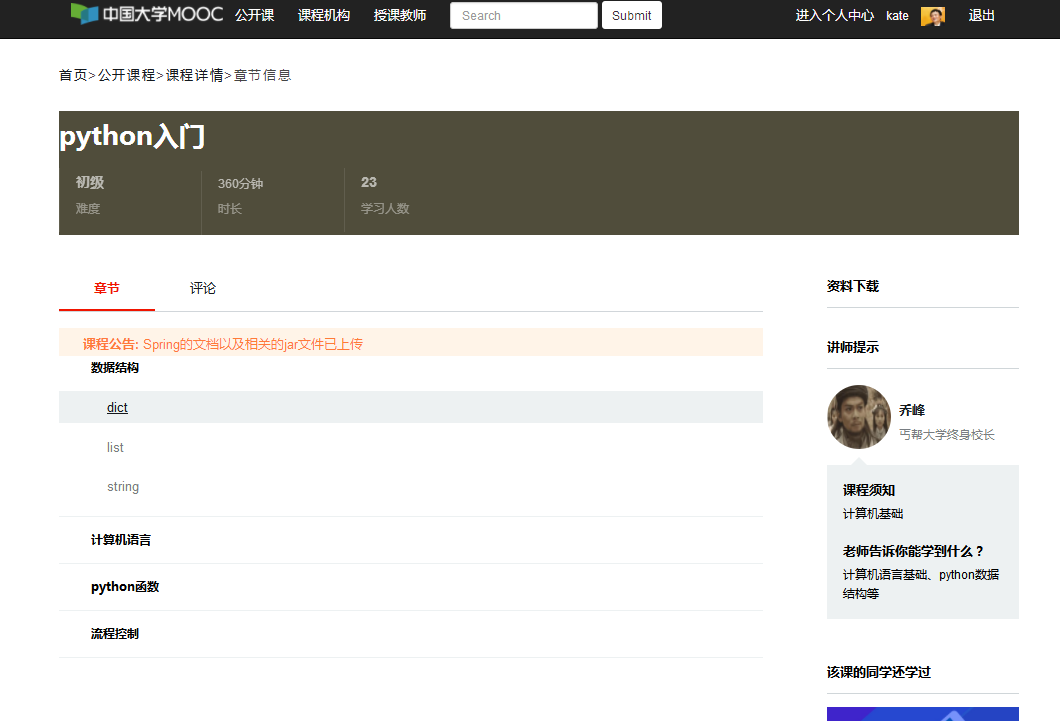 中国大学MOOC 公开课 课程机构 授课教师 Search Submit 进入个人中心 kate 退出
首页>公开课程>课程详情>章节信息
python入门
初级 360分钟 23
难度 时长 学习人数
章节 评论
课程公告: Spring的文档以及相关的jar文件已上传
数据结构
dict
list
string
计算机语言
python函数
流程控制
资料下载
讲师提示
乔峰
丐帮大学终身校长
课程须知
计算机基础
老师告诉你能学到什么？
计算机语言基础、python数据
结构等
该课的同学还学过